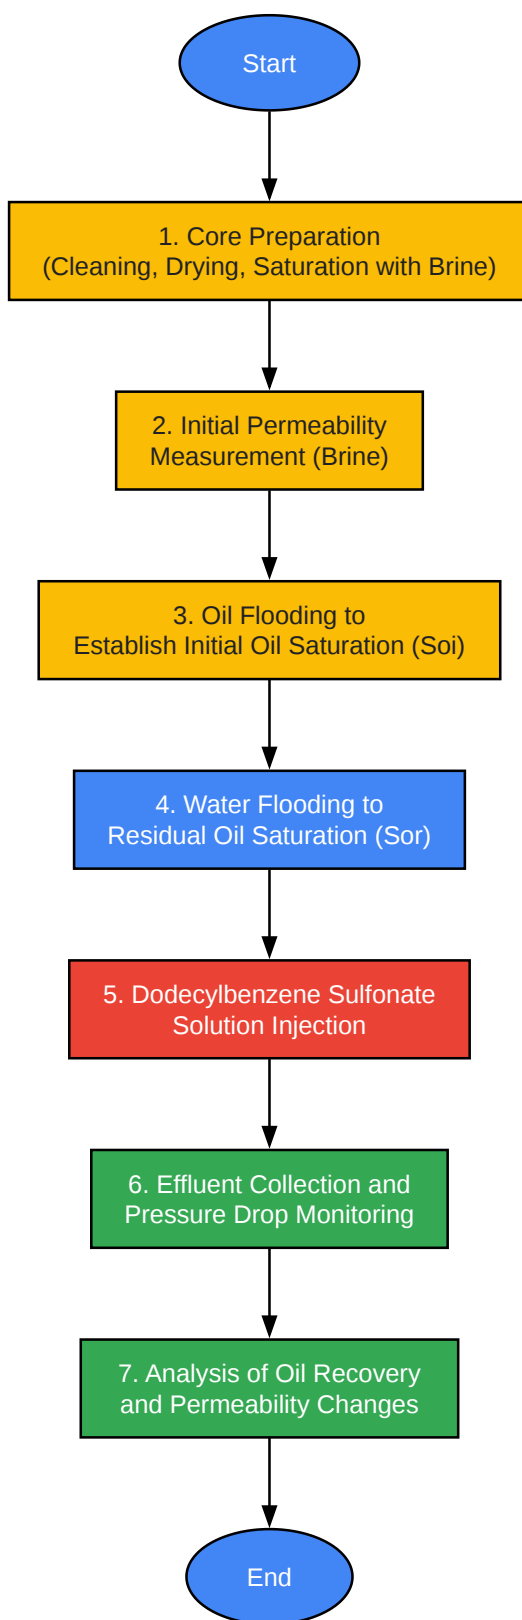 Start
1. Core Preparation
(Cleaning, Drying, Saturation with Brine)
2. Initial Permeability
Measurement (Brine)
3. Oil Flooding to
Establish Initial Oil Saturation (Soi)
4. Water Flooding to
Residual Oil Saturation (Sor)
5. Dodecylbenzene Sulfonate
Solution Injection
6. Effluent Collection and
Pressure Drop Monitoring
7. Analysis of Oil Recovery
and Permeability Changes
End